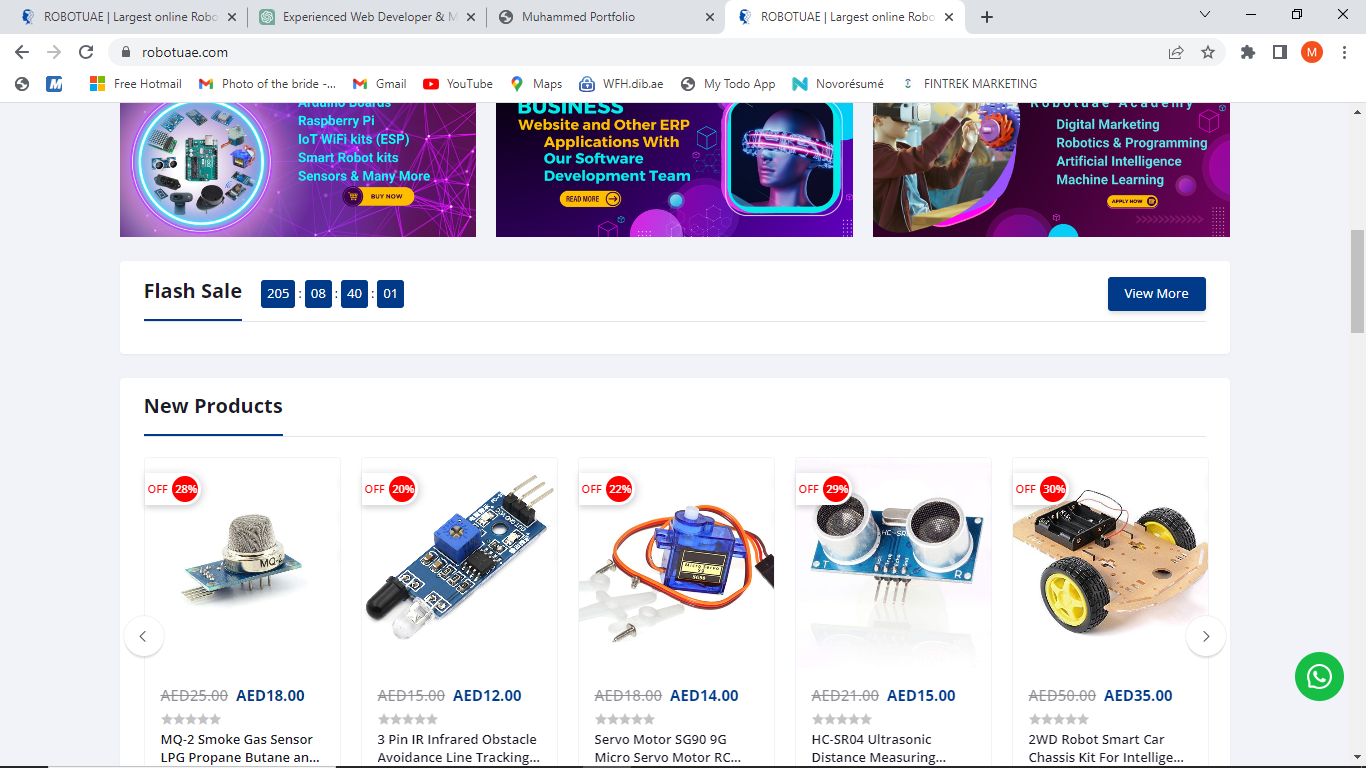 ROBOTUAE | Largest online Robo
Experienced Web Developer & M
Muhammed Portfolio
ROBOTUAE | Largest online Robo
robotuae.com
M
Free Hotmail
Photo of the bride -...
Gmail
YouTube
Maps
WFH.dib.ae
My Todo App
Novorésumé
FINTREK MARKETING
Arduino Boards
Raspberry Pi
IoT WiFi kits (ESP)
Smart Robot kits
Sensors & Many More
BUY NOW
BUSINESS
Website and Other ERP
Applications With
Our Software
Development Team
READ MORE
Robotuae Academy
Digital Marketing
Robotics & Programming
Artificial Intelligence
Machine Learning
APPLY NOW
Flash Sale 205 : 08 : 40 : 01
View More
New Products
OFF 28%
OFF 20%
OFF 22%
OFF 29%
OFF 30%
MQ-2
Micro Servo
SG90
HC-SR0
R
AED25.00 AED18.00
MQ-2 Smoke Gas Sensor
LPG Propane Butane an...
AED15.00 AED12.00
3 Pin IR Infrared Obstacle
Avoidance Line Tracking...
AED18.00 AED14.00
Servo Motor SG90 9G
Micro Servo Motor RC...
AED21.00 AED15.00
HC-SR04 Ultrasonic
Distance Measuring...
AED50.00 AED35.00
2WD Robot Smart Car
Chassis Kit For Intellige...